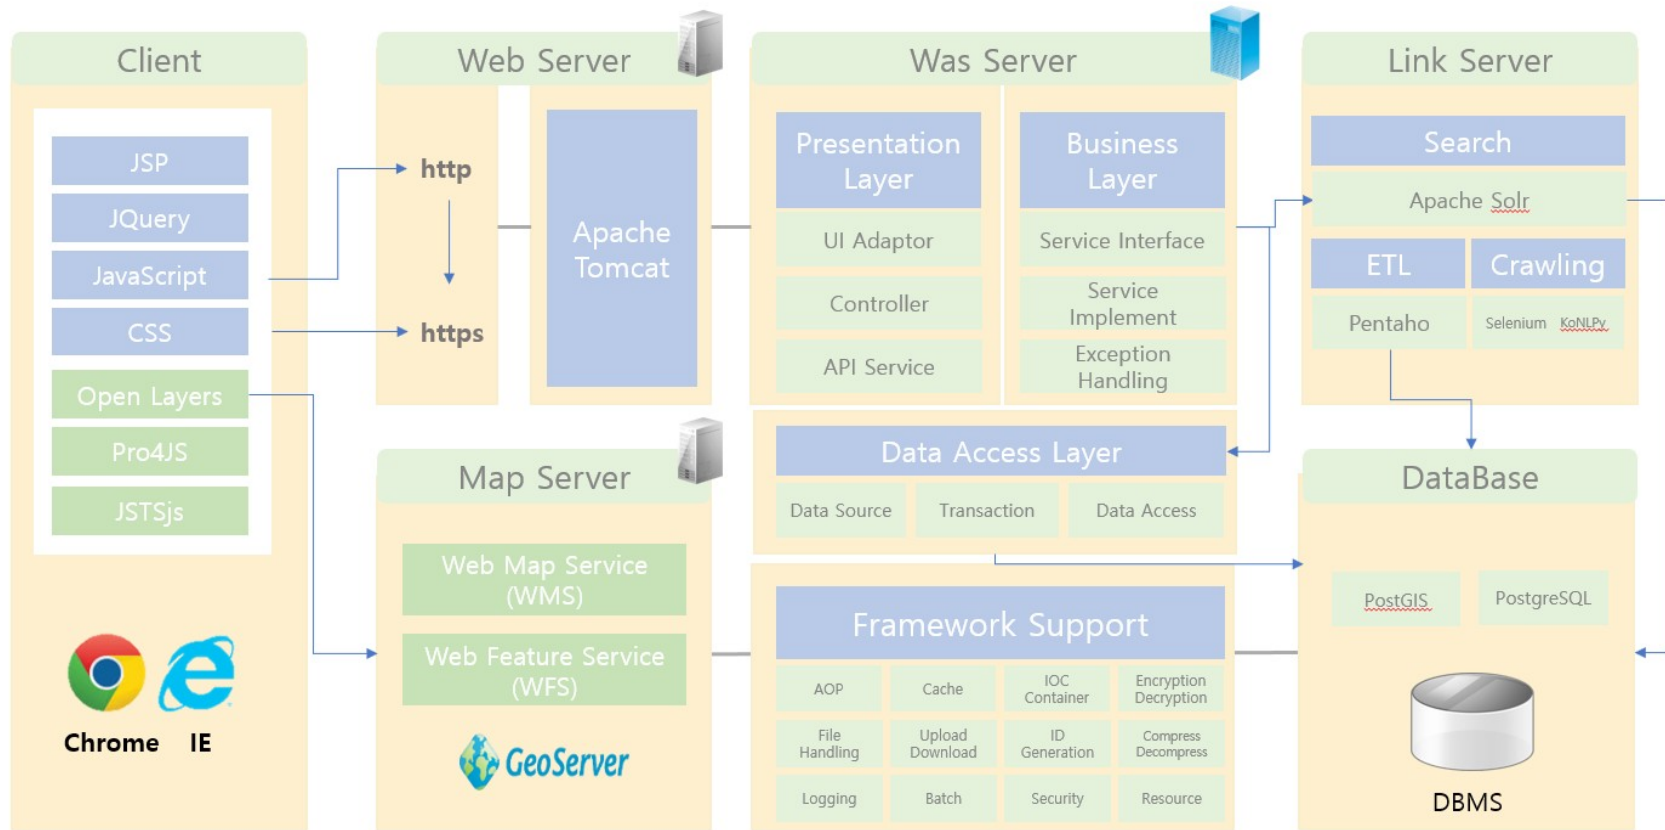 Client
JSP
JQuery
JavaScript
CSS
Open Layers
Pro4JS
JSTSjs
Chrome
IE
Web Server
http
https
Apache
Tomcat
Map Server
Web Map Service
(WMS)
Web Feature Service
(WFS)
GeoServer
Was Server
Presentation
Layer
UI Adaptor
Controller
API Service
Business
Layer
Service Interface
Service
Implement
Exception
Handling
Data Access Layer
Data Source
Transaction
Data Access
Framework Support
AOP
Cache
IOC
Container
Encryption
Decryption
File
Handling
Upload
Download
ID
Generation
Compress
Decompress
Logging
Batch
Security
Resource
Link Server
Search
Apache Solr
ETL
Crawling
Pentaho
Selenium KoNLPy
DataBase
PostGIS
PostgreSQL
DBMS